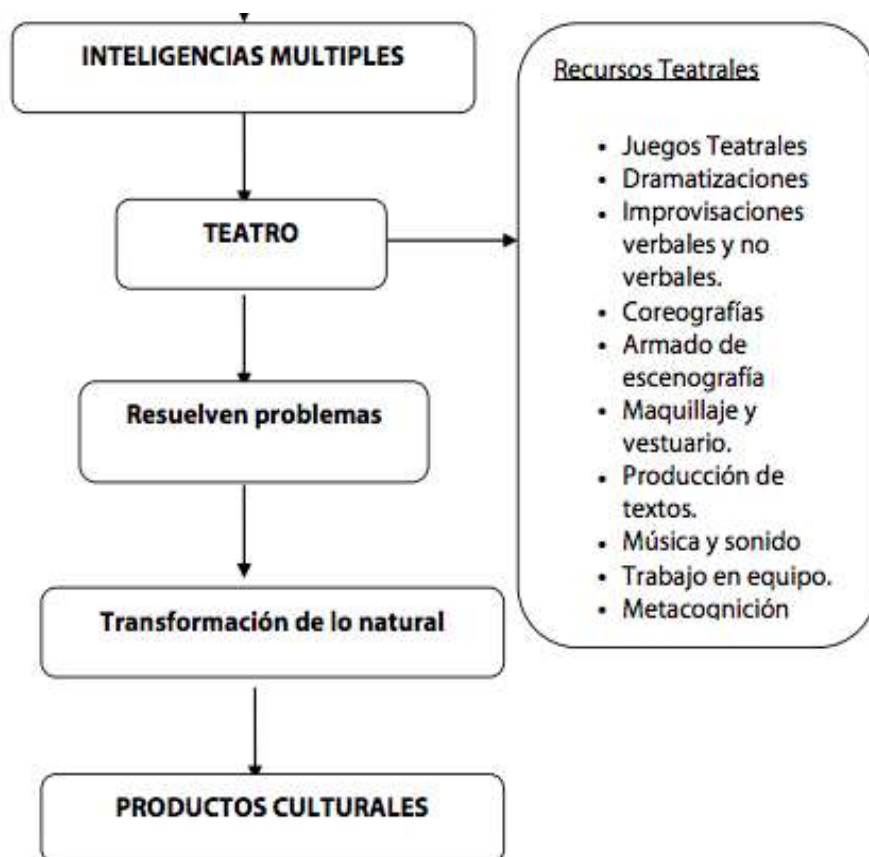 INTELIGENCIAS MULTIPLES
TEATRO
Resuelven problemas
Transformación de lo natural
PRODUCTOS CULTURALES
Recursos Teatrales
• Juegos Teatrales
• Dramatizaciones
• Improvisaciones
verbales y no
verbales.
• Coreografías
• Armado de
escenografía
• Maquillaje y
vestuario.
• Producción de
textos.
• Música y sonido
• Trabajo en equipo.
• Metacognición